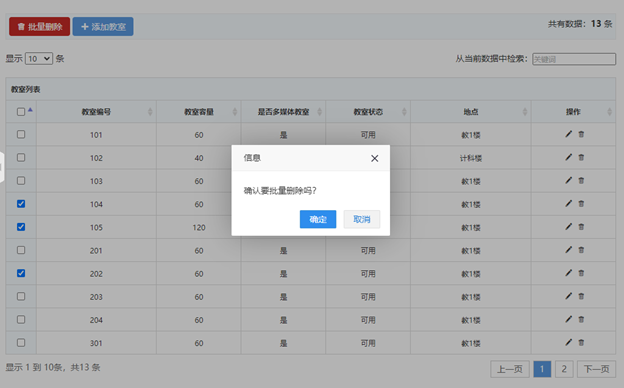 批量删除 添加教室 共有数据：13 条
显示 10 条 从当前数据中检索： 关键词
教室列表
教室编号 教室容量 是否多媒体教室 教室状态 地点 操作
101 60 是 可用 教1楼
102 40 计科楼
103 60 教1楼
104 60 教1楼
105 120 教1楼
201 60 是 可用 教1楼
202 60 是 可用 教1楼
203 60 是 可用 教1楼
204 60 是 可用 教1楼
301 60 是 可用 教1楼
显示 1 到 10条，共13 条 上一页 1 2 下一页
信息
确认要批量删除吗？
确定 取消